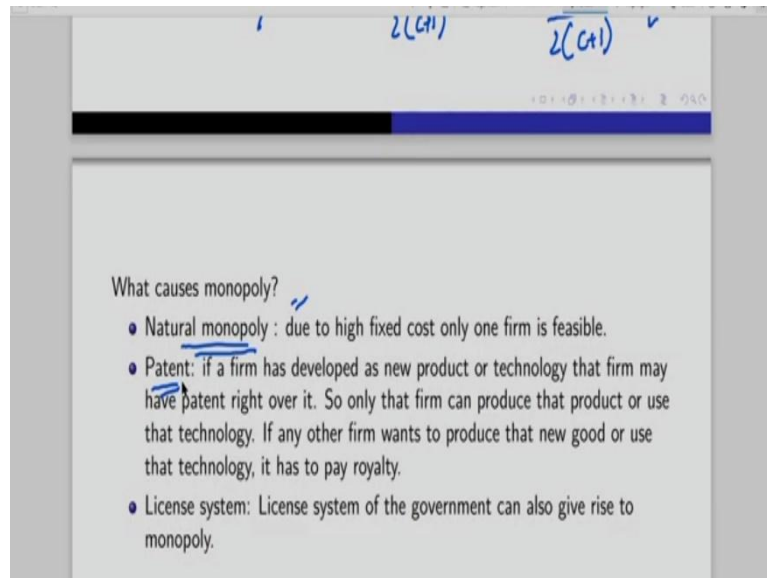 2(c+1)
2(c+1)
What causes monopoly?
Natural monopoly : due to high fixed cost only one firm is feasible.
Patent: if a firm has developed as new product or technology that firm may
have patent right over it. So only that firm can produce that product or use
that technology. If any other firm wants to produce that new good or use
that technology, it has to pay royalty.
License system: License system of the government can also give rise to
monopoly.